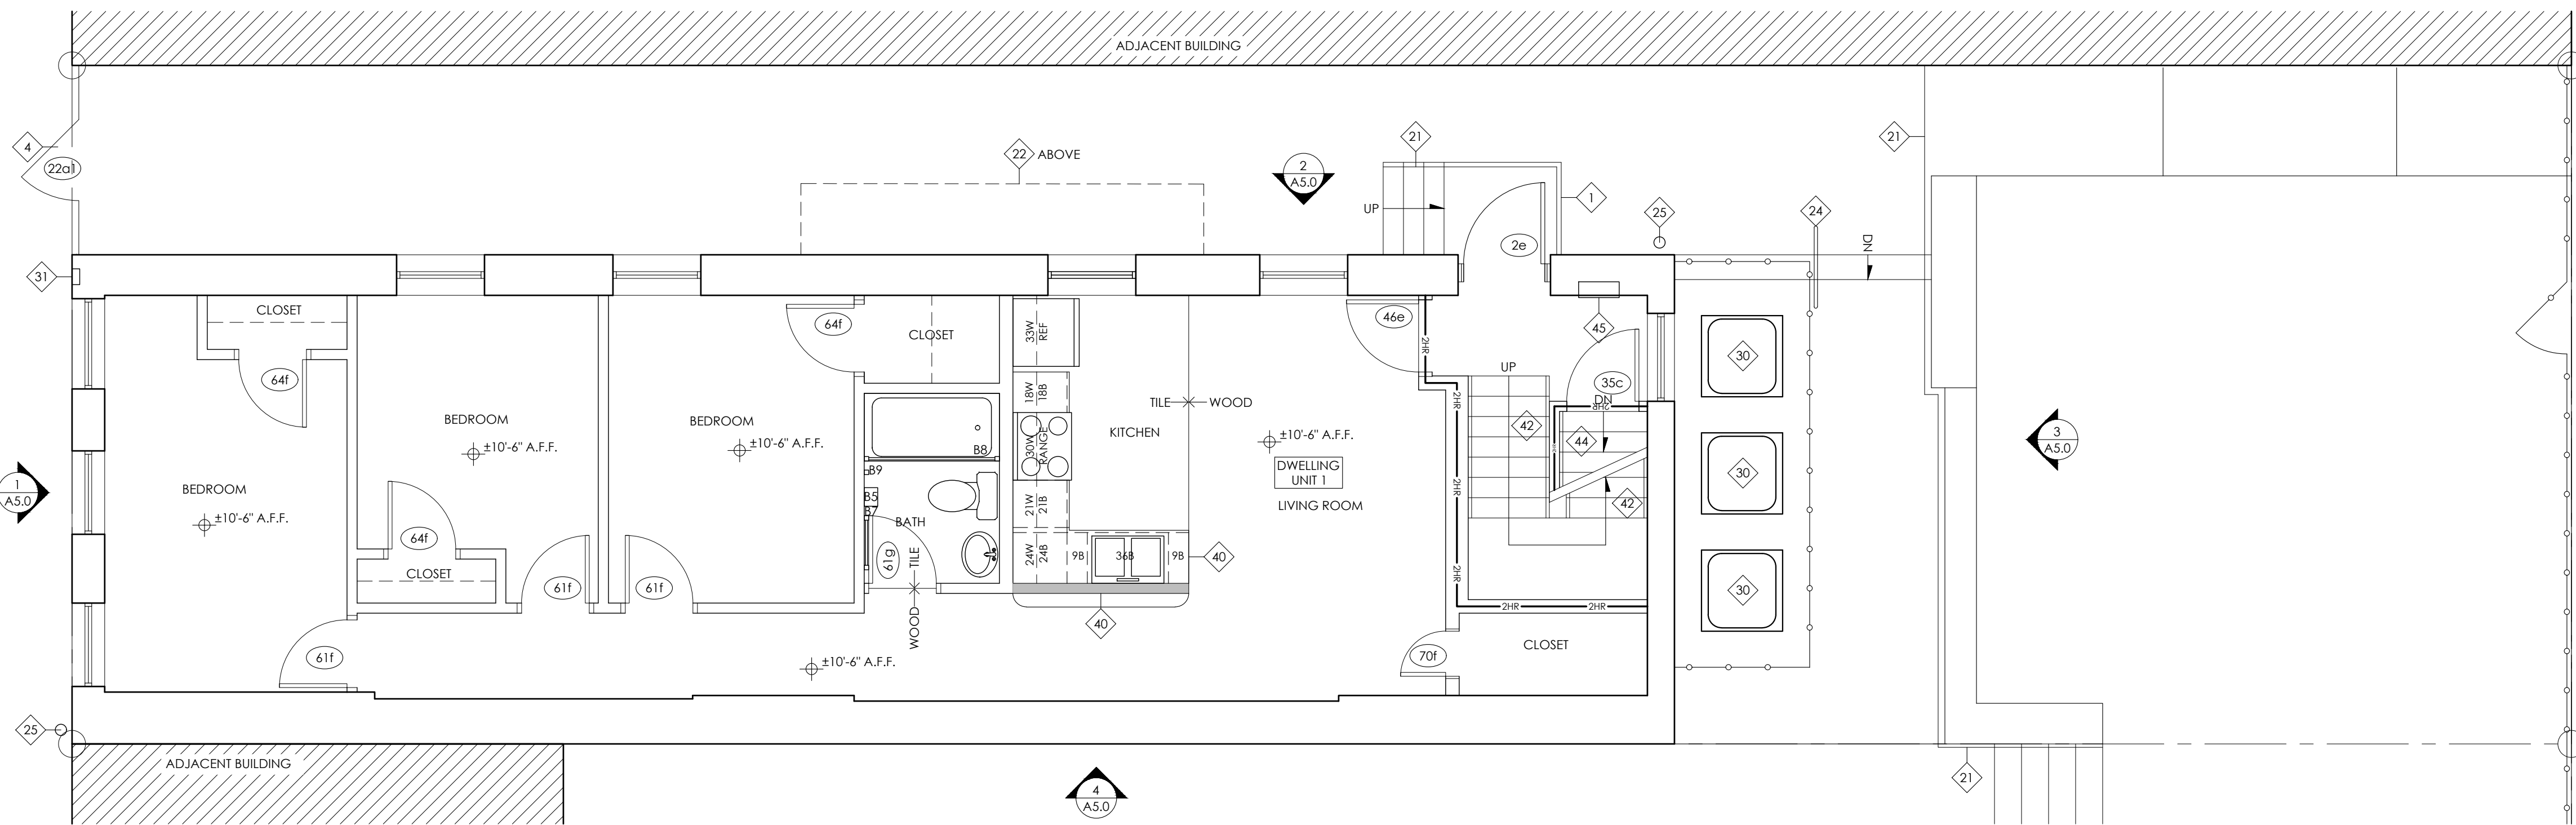 ADJACENT BUILDING
4
22a1
22 ABOVE
2
A5.0
21
UP
1
2e
25
24
DN
21
31
CLOSET
64f
64f
CLOSET
33W
REF
46e
2HR
45
30
UP
35c
DN
2HR
18W
18B
TILE
WOOD
KITCHEN
BEDROOM
±10'-6" A.F.F.
BEDROOM
±10'-6" A.F.F.
B8
30W
RANGE
±10'-6" A.F.F.
DWELLING
UNIT 1
LIVING ROOM
2HR
42
44
3
A5.0
1
A5.0
BEDROOM
±10'-6" A.F.F.
B9
B5
B7
BATH
21W
21B
2HR
42
30
64f
CLOSET
61f
61f
61g
TILE
WOOD
24W
24B
9B
36B
9B
40
40
2HR
2HR
2HR
30
61f
±10'-6" A.F.F.
70f
CLOSET
25
ADJACENT BUILDING
4
A5.0
21